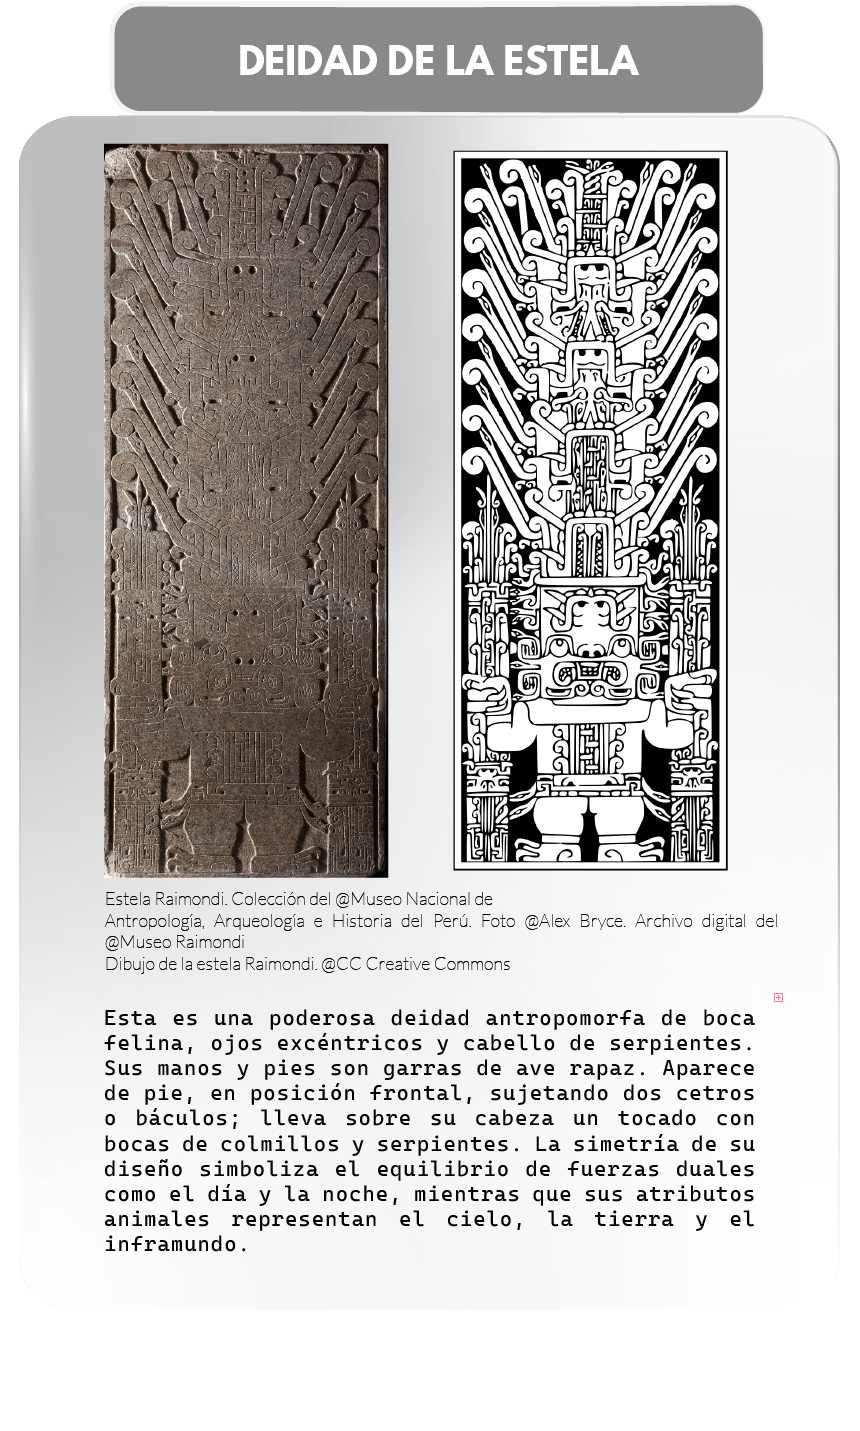 DEIDAD DE LA ESTELA
Estela Raimondi. Colección del @Museo Nacional de
Antropología, Arqueología e Historia del Perú. Foto @Alex Bryce. Archivo digital del
@Museo Raimondi
Dibujo de la estela Raimondi. @CC Creative Commons
Esta es una poderosa deidad antropomorfa de boca
felina, ojos excéntricos y cabello de serpientes.
Sus manos y pies son garras de ave rapaz. Aparece
de pie, en posición frontal, sujetando dos cetros
o báculos; lleva sobre su cabeza un tocado con
bocas de colmillos y serpientes. La simetría de su
diseño simboliza el equilibrio de fuerzas duales
como el día y la noche, mientras que sus atributos
animales representan el cielo, la tierra y el
inframundo.